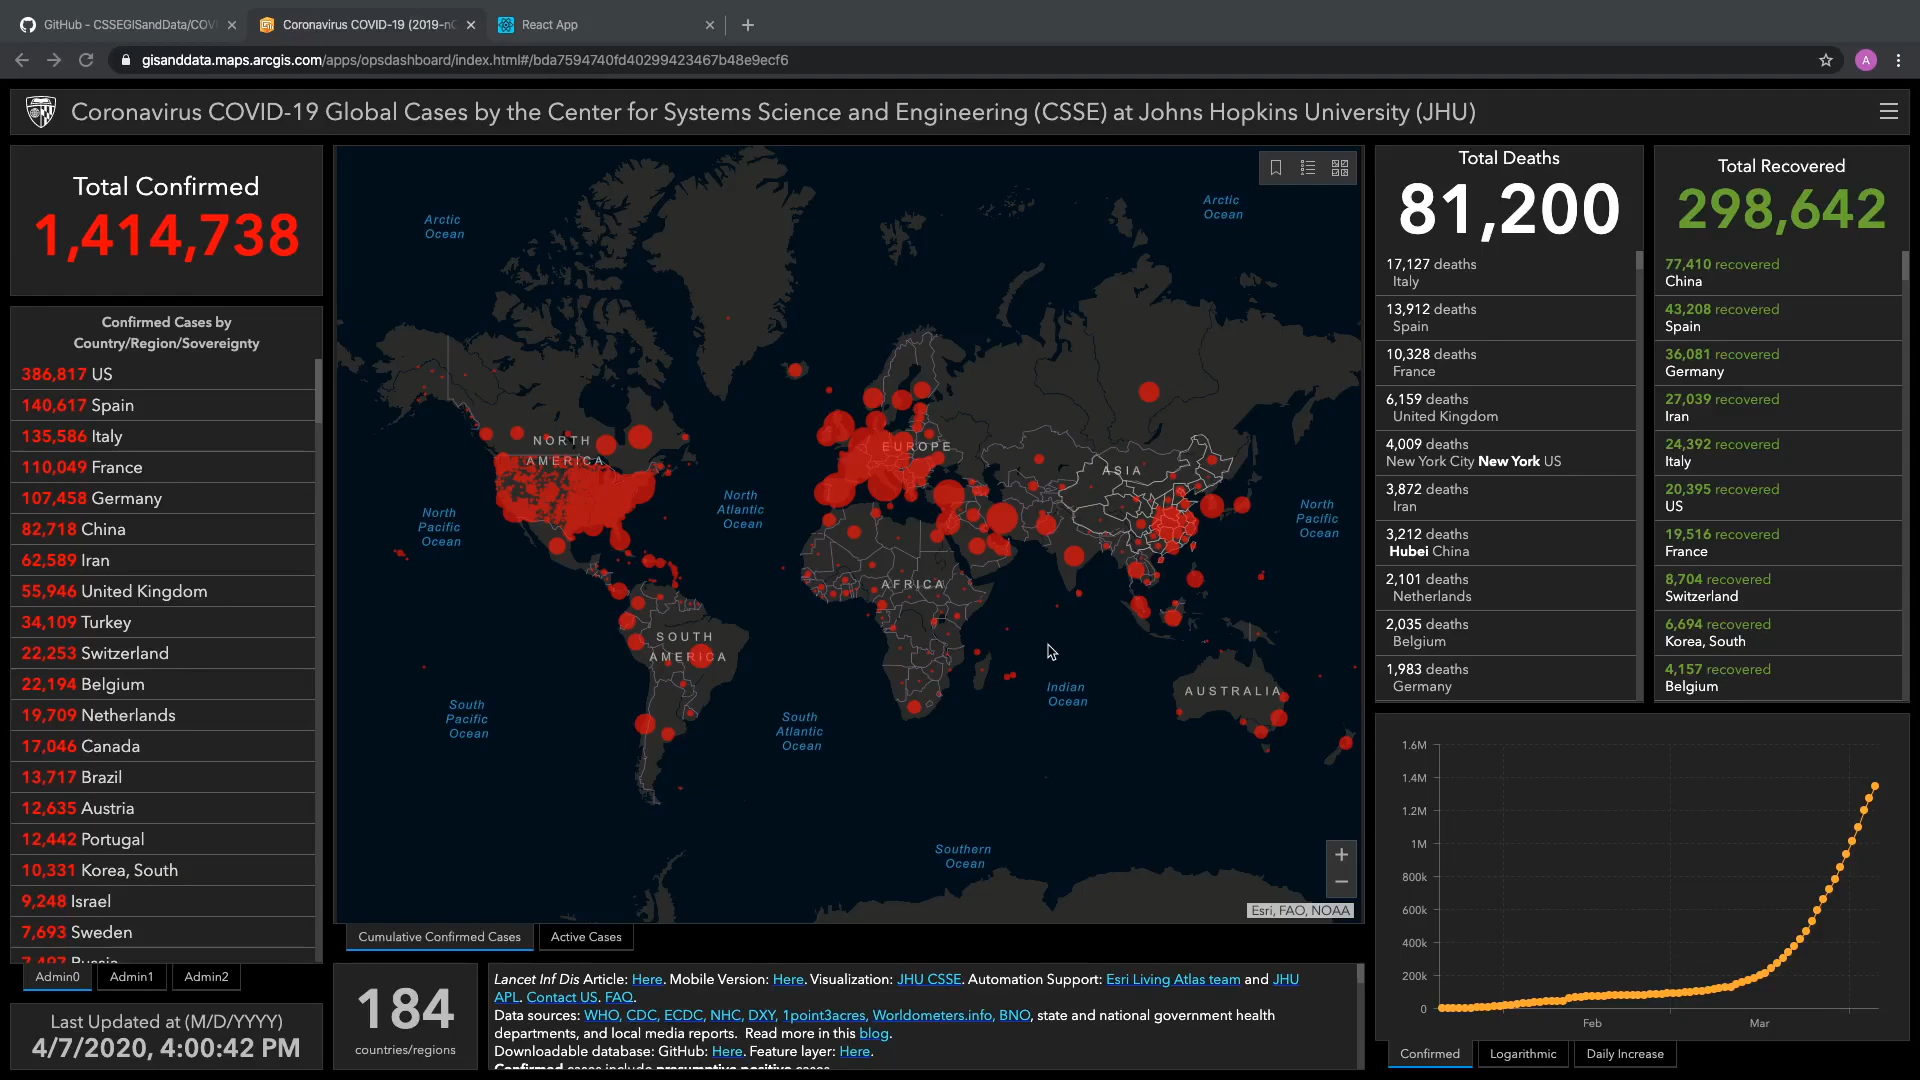 GitHub - CSSEGISandData/COVI
Coronavirus COVID-19 (2019-nC
React App
gisanddata.maps.arcgis.com/apps/opsdashboard/index.html#/bda7594740fd40299423467b48e9ecf6
A
Coronavirus COVID-19 Global Cases by the Center for Systems Science and Engineering (CSSE) at Johns Hopkins University (JHU)
Total Confirmed
1,414,738
Confirmed Cases by
Country/Region/Sovereignty
386,817 US
140,617 Spain
135,586 Italy
110,049 France
107,458 Germany
82,718 China
62,589 Iran
55,946 United Kingdom
34,109 Turkey
22,253 Switzerland
22,194 Belgium
19,709 Netherlands
17,046 Canada
13,717 Brazil
12,635 Austria
12,442 Portugal
10,331 Korea, South
9,248 Israel
7,693 Sweden
7,497 Russia
Admin0
Admin1
Admin2
Last Updated at (M/D/YYYY)
4/7/2020, 4:00:42 PM
Arctic
Ocean
Arctic
Ocean
NORTH
AMERICA
EUROPE
ASIA
North
Pacific
Ocean
North
Atlantic
Ocean
North
Pacific
Ocean
AFRICA
SOUTH
AMERICA
Indian
Ocean
AUSTRALIA
South
Pacific
Ocean
South
Atlantic
Ocean
Southern
Ocean
+
−
Esri, FAO, NOAA
Cumulative Confirmed Cases
Active Cases
184
countries/regions
Lancet Inf Dis Article: Here. Mobile Version: Here. Visualization: JHU CSSE. Automation Support: Esri Living Atlas team and JHU
APL. Contact US. FAQ.
Data sources: WHO, CDC, ECDC, NHC, DXY, 1point3acres, Worldometers.info, BNO, state and national government health
departments, and local media reports. Read more in this blog.
Downloadable database: GitHub: Here. Feature layer: Here.
Confirmed cases include presumptive positive cases.
Total Deaths
81,200
17,127 deaths
Italy
13,912 deaths
Spain
10,328 deaths
France
6,159 deaths
United Kingdom
4,009 deaths
New York City New York US
3,872 deaths
Iran
3,212 deaths
Hubei China
2,101 deaths
Netherlands
2,035 deaths
Belgium
1,983 deaths
Germany
Total Recovered
298,642
77,410 recovered
China
43,208 recovered
Spain
36,081 recovered
Germany
27,039 recovered
Iran
24,392 recovered
Italy
20,395 recovered
US
19,516 recovered
France
8,704 recovered
Switzerland
6,694 recovered
Korea, South
4,157 recovered
Belgium
1.6M
1.4M
1.2M
1M
800k
600k
400k
200k
0
Feb
Mar
Confirmed
Logarithmic
Daily Increase